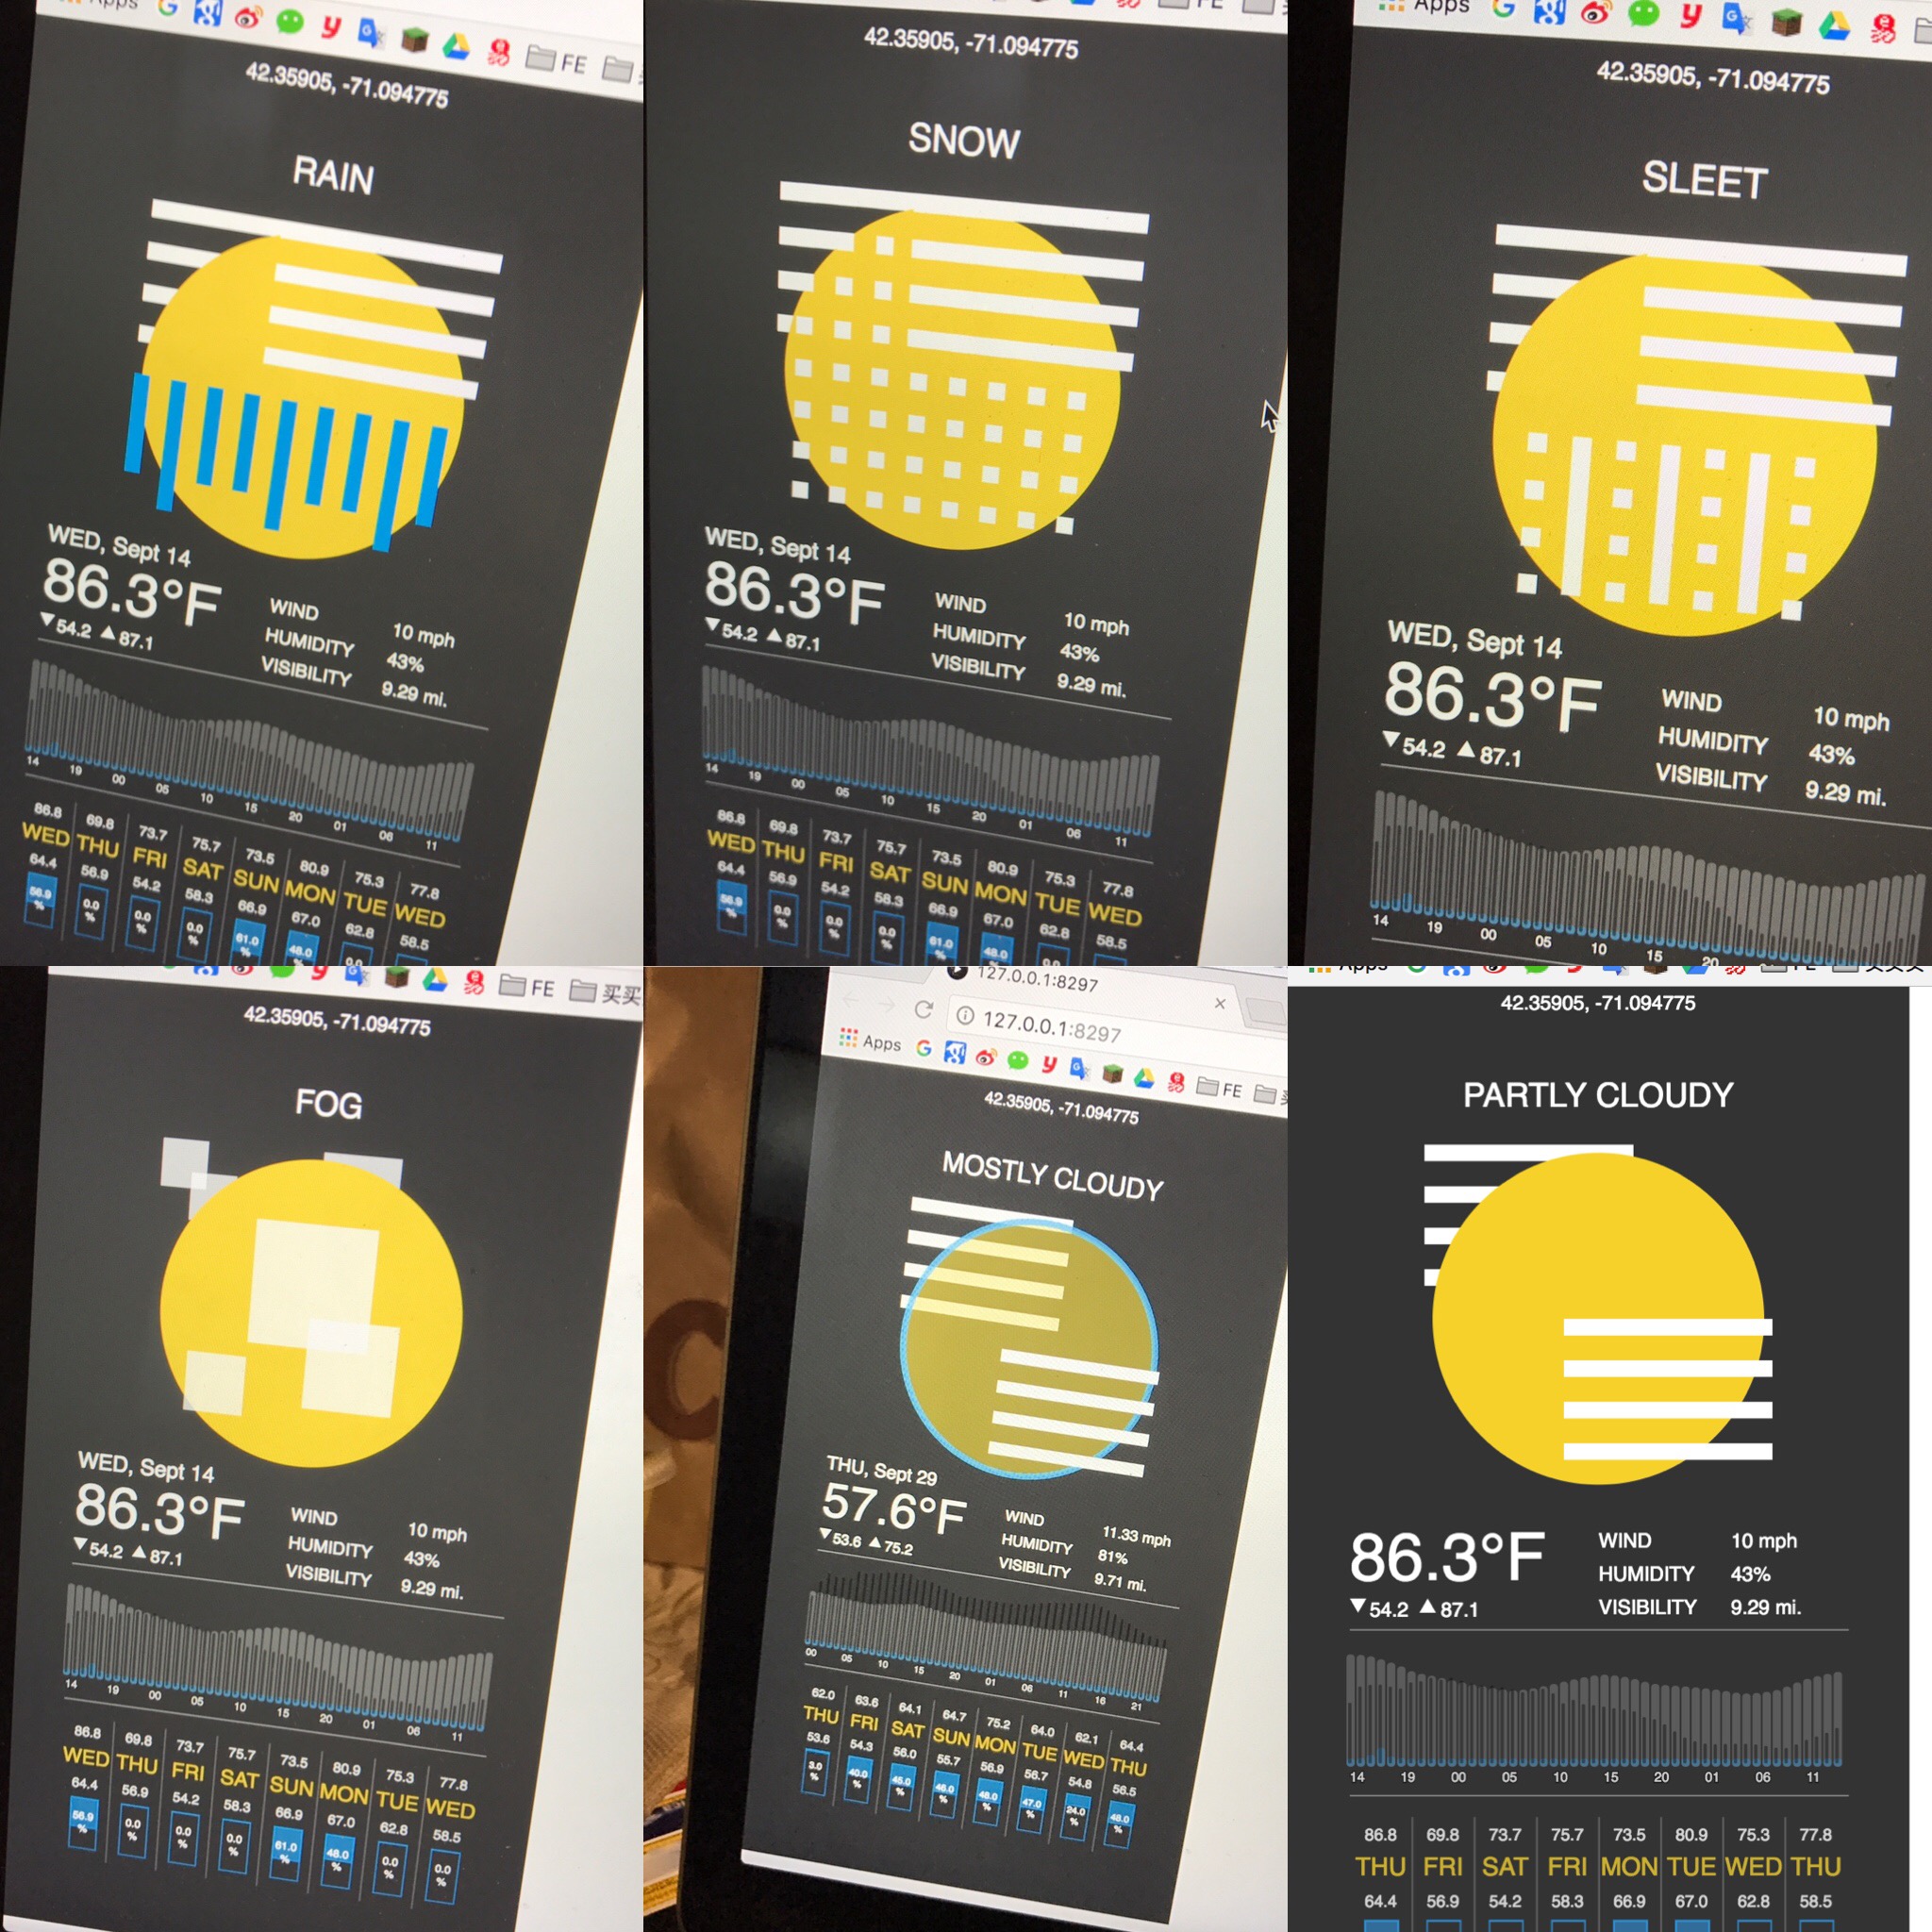 Apps
FE
42.35905, -71.094775
RAIN
WED, Sept 14
86.3°F
▼54.2 ▲87.1
WIND 10 mph
HUMIDITY 43%
VISIBILITY 9.29 mi.
14 19 00 05 10 15 20 01 06 11
86.8 69.8 73.7 75.7 73.5 80.9 75.3 77.8
WED THU FRI SAT SUN MON TUE WED
64.4 56.9 54.2 58.3 66.9 67.0 62.8 58.5
56.9 % 0.0 % 0.0 % 0.0 % 61.0 % 48.0 % 0.0
FE
42.35905, -71.094775
SNOW
WED, Sept 14
86.3°F
▼54.2 ▲87.1
WIND 10 mph
HUMIDITY 43%
VISIBILITY 9.29 mi.
14 19 00 05 10 15 20 01 06 11
86.8 69.8 73.7 75.7 73.5 80.9 75.3 77.8
WED THU FRI SAT SUN MON TUE WED
64.4 56.9 54.2 58.3 66.9 67.0 62.8 58.5
56.9 % 0.0 % 0.0 % 0.0 % 61.0 % 48.0 % 0.0
Apps
42.35905, -71.094775
SLEET
WED, Sept 14
86.3°F
▼54.2 ▲87.1
WIND 10 mph
HUMIDITY 43%
VISIBILITY 9.29 mi.
14 19 00 05 10 15 20
FE 买买
42.35905, -71.094775
FOG
WED, Sept 14
86.3°F
▼54.2 ▲87.1
WIND 10 mph
HUMIDITY 43%
VISIBILITY 9.29 mi.
14 19 00 05 10 15 20 01 06 11
86.8 69.8 73.7 75.7 73.5 80.9 75.3 77.8
WED THU FRI SAT SUN MON TUE WED
64.4 56.9 54.2 58.3 66.9 67.0 62.8 58.5
56.9 % 0.0 % 0.0 % 0.0 % 61.0 % 48.0 % 0.0 % 0.0 %
127.0.0.1:8297
127.0.0.1:8297
Apps FE
42.35905, -71.094775
MOSTLY CLOUDY
THU, Sept 29
57.6°F
▼53.6 ▲75.2
WIND 11.33 mph
HUMIDITY 81%
VISIBILITY 9.71 mi.
00 05 10 15 20 01 06 11 16 21
62.0 63.6 64.1 64.7 75.2 64.0 62.1 64.4
THU FRI SAT SUN MON TUE WED THU
53.6 54.3 56.0 55.7 56.9 56.7 54.8 56.5
3.0 % 40.0 % 45.0 % 46.0 % 48.0 % 47.0 % 24.0 % 48.0 %
42.35905, -71.094775
PARTLY CLOUDY
86.3°F
▼54.2 ▲87.1
WIND 10 mph
HUMIDITY 43%
VISIBILITY 9.29 mi.
14 19 00 05 10 15 20 01 06 11
86.8 69.8 73.7 75.7 73.5 80.9 75.3 77.8
THU FRI SAT FRI MON TUE WED THU
64.4 56.9 54.2 58.3 66.9 67.0 62.8 58.5